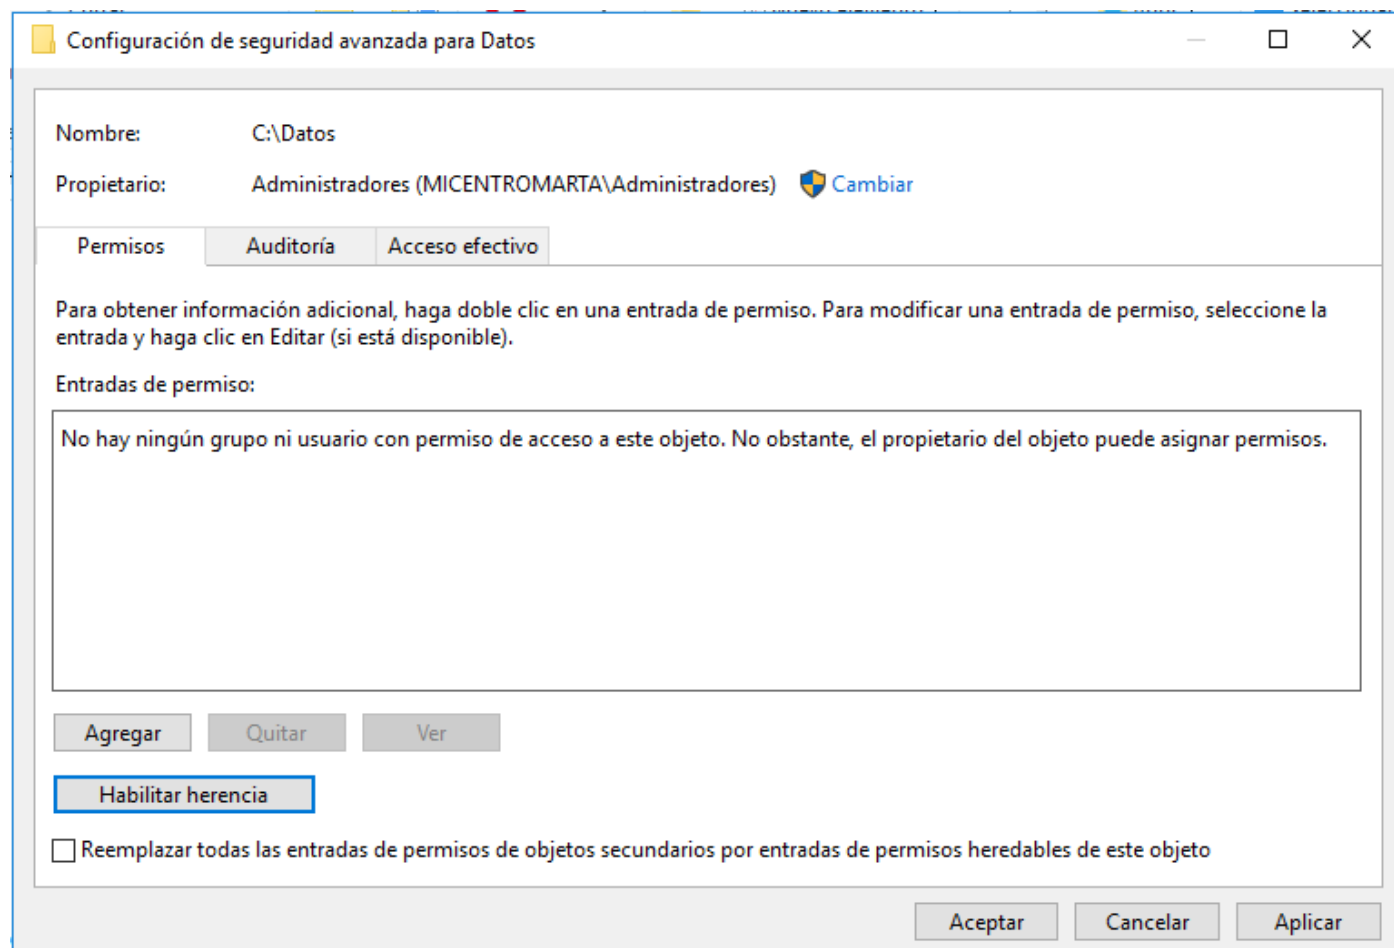 Configuración de seguridad avanzada para Datos
Nombre: C:\Datos
Propietario: Administradores (MICENTROMARTA\Administradores) Cambiar
Permisos Auditoría Acceso efectivo
Para obtener información adicional, haga doble clic en una entrada de permiso. Para modificar una entrada de permiso, seleccione la
entrada y haga clic en Editar (si está disponible).
Entradas de permiso:
No hay ningún grupo ni usuario con permiso de acceso a este objeto. No obstante, el propietario del objeto puede asignar permisos.
Agregar Quitar Ver
Habilitar herencia
Reemplazar todas las entradas de permisos de objetos secundarios por entradas de permisos heredables de este objeto
Aceptar Cancelar Aplicar